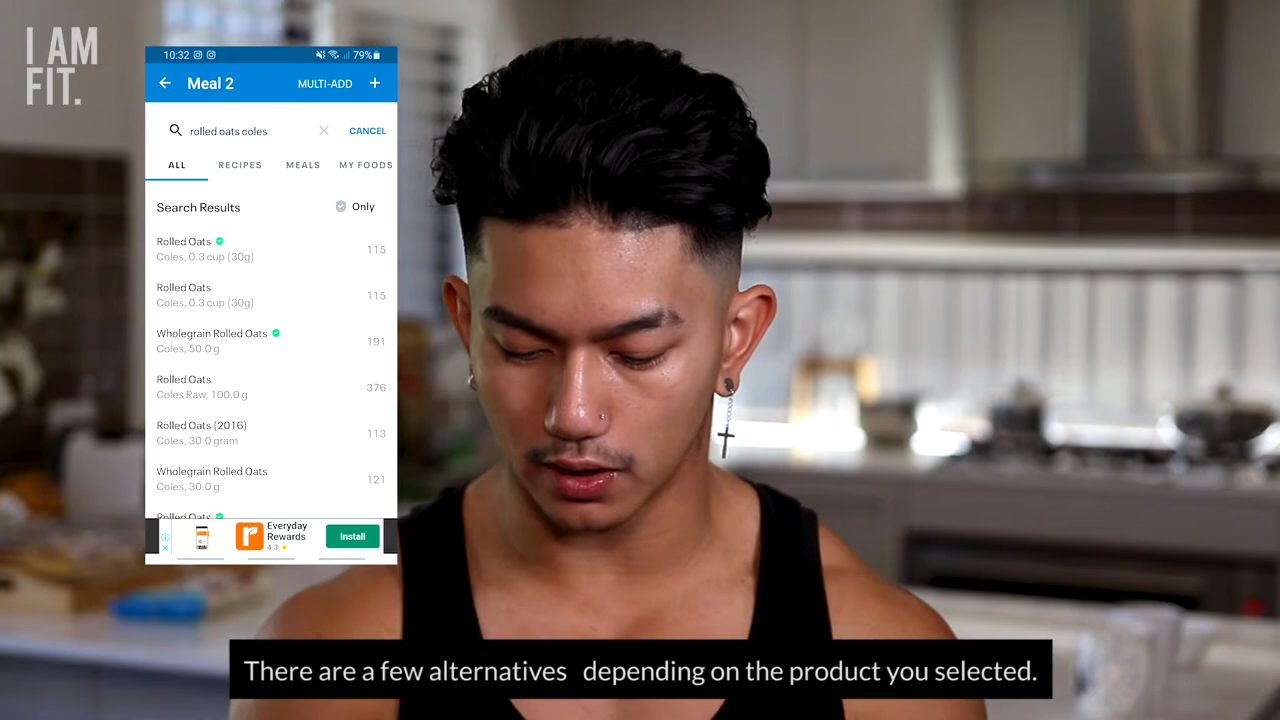 I AM
FIT.
10:32 79%
Meal 2 MULTI-ADD +
rolled oats coles CANCEL
ALL RECIPES MEALS MY FOODS
Search Results Only
Rolled Oats
Coles, 0.3 cup (30g) 115
Rolled Oats
Coles, 0.3 cup (30g) 115
Wholegrain Rolled Oats
Coles, 50.0 g 191
Rolled Oats
Coles Raw, 100.0 g 376
Rolled Oats (2016)
Coles, 30.0 gram 113
Wholegrain Rolled Oats
Coles, 30.0 g 121
Rolled Oats
Everyday
Rewards
4.3
Install
There are a few alternatives depending on the product you selected.